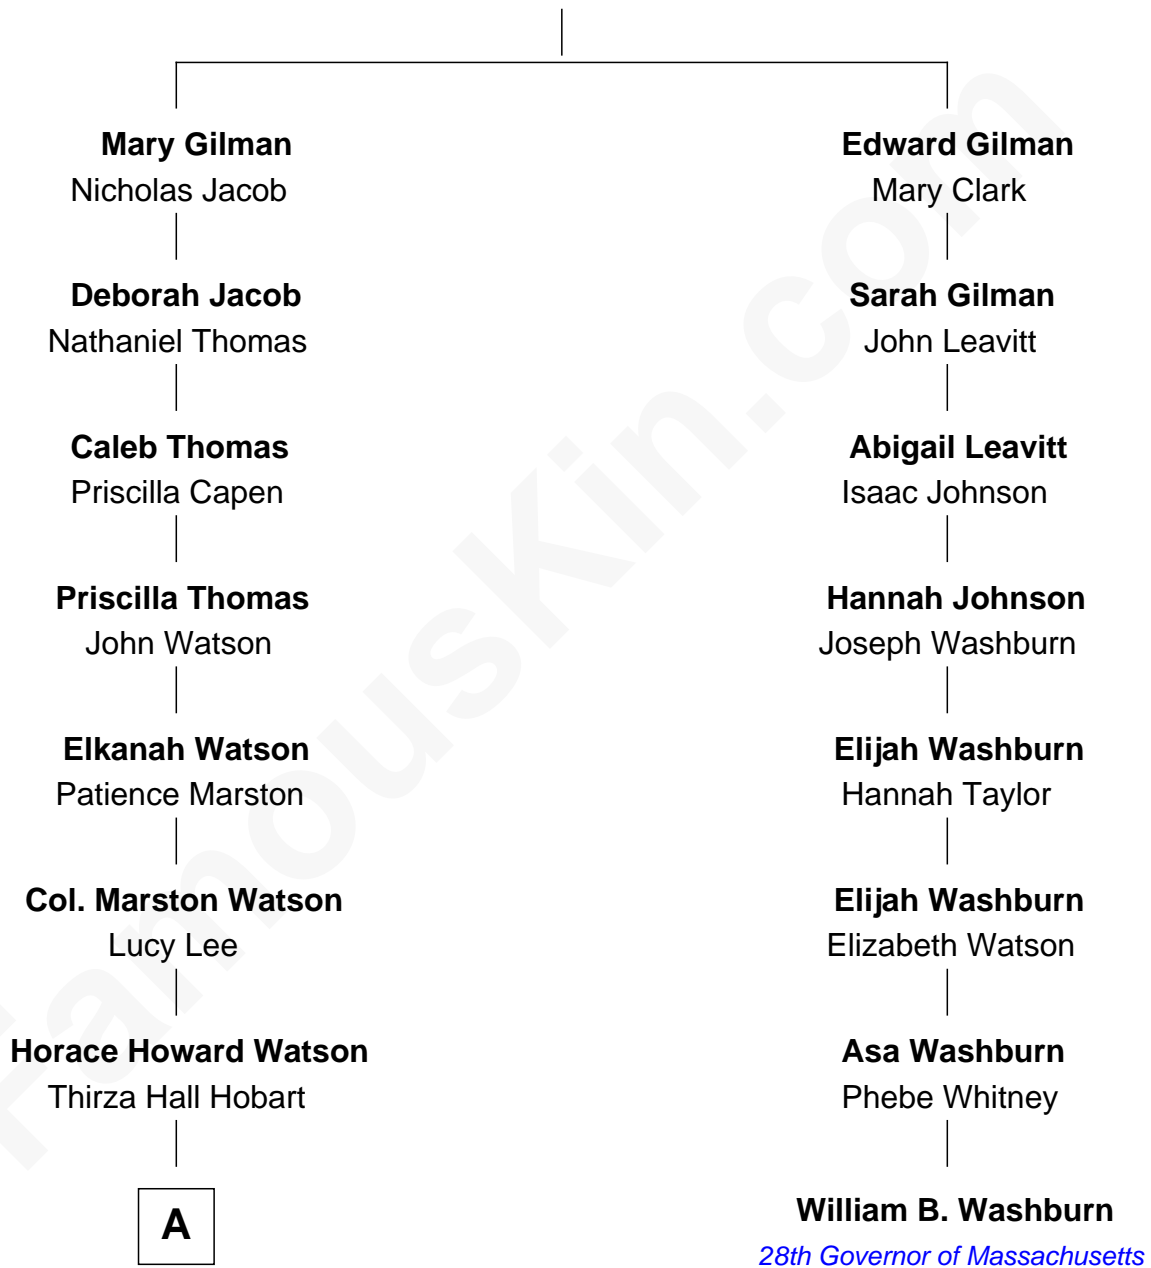 Mary Gilman
Nicholas Jacob
Deborah Jacob
Nathaniel Thomas
Caleb Thomas
Priscilla Capen
Priscilla Thomas
John Watson
Elkanah Watson
Patience Marston
Col. Marston Watson
Lucy Lee
Horace Howard Watson
Thirza Hall Hobart
A
Edward Gilman
Mary Clark
Sarah Gilman
John Leavitt
Abigail Leavitt
Isaac Johnson
Hannah Johnson
Joseph Washburn
Elijah Washburn
Hannah Taylor
Elijah Washburn
Elizabeth Watson
Asa Washburn
Phebe Whitney
William B. Washburn
28th Governor of Massachusetts
FamousKin.com